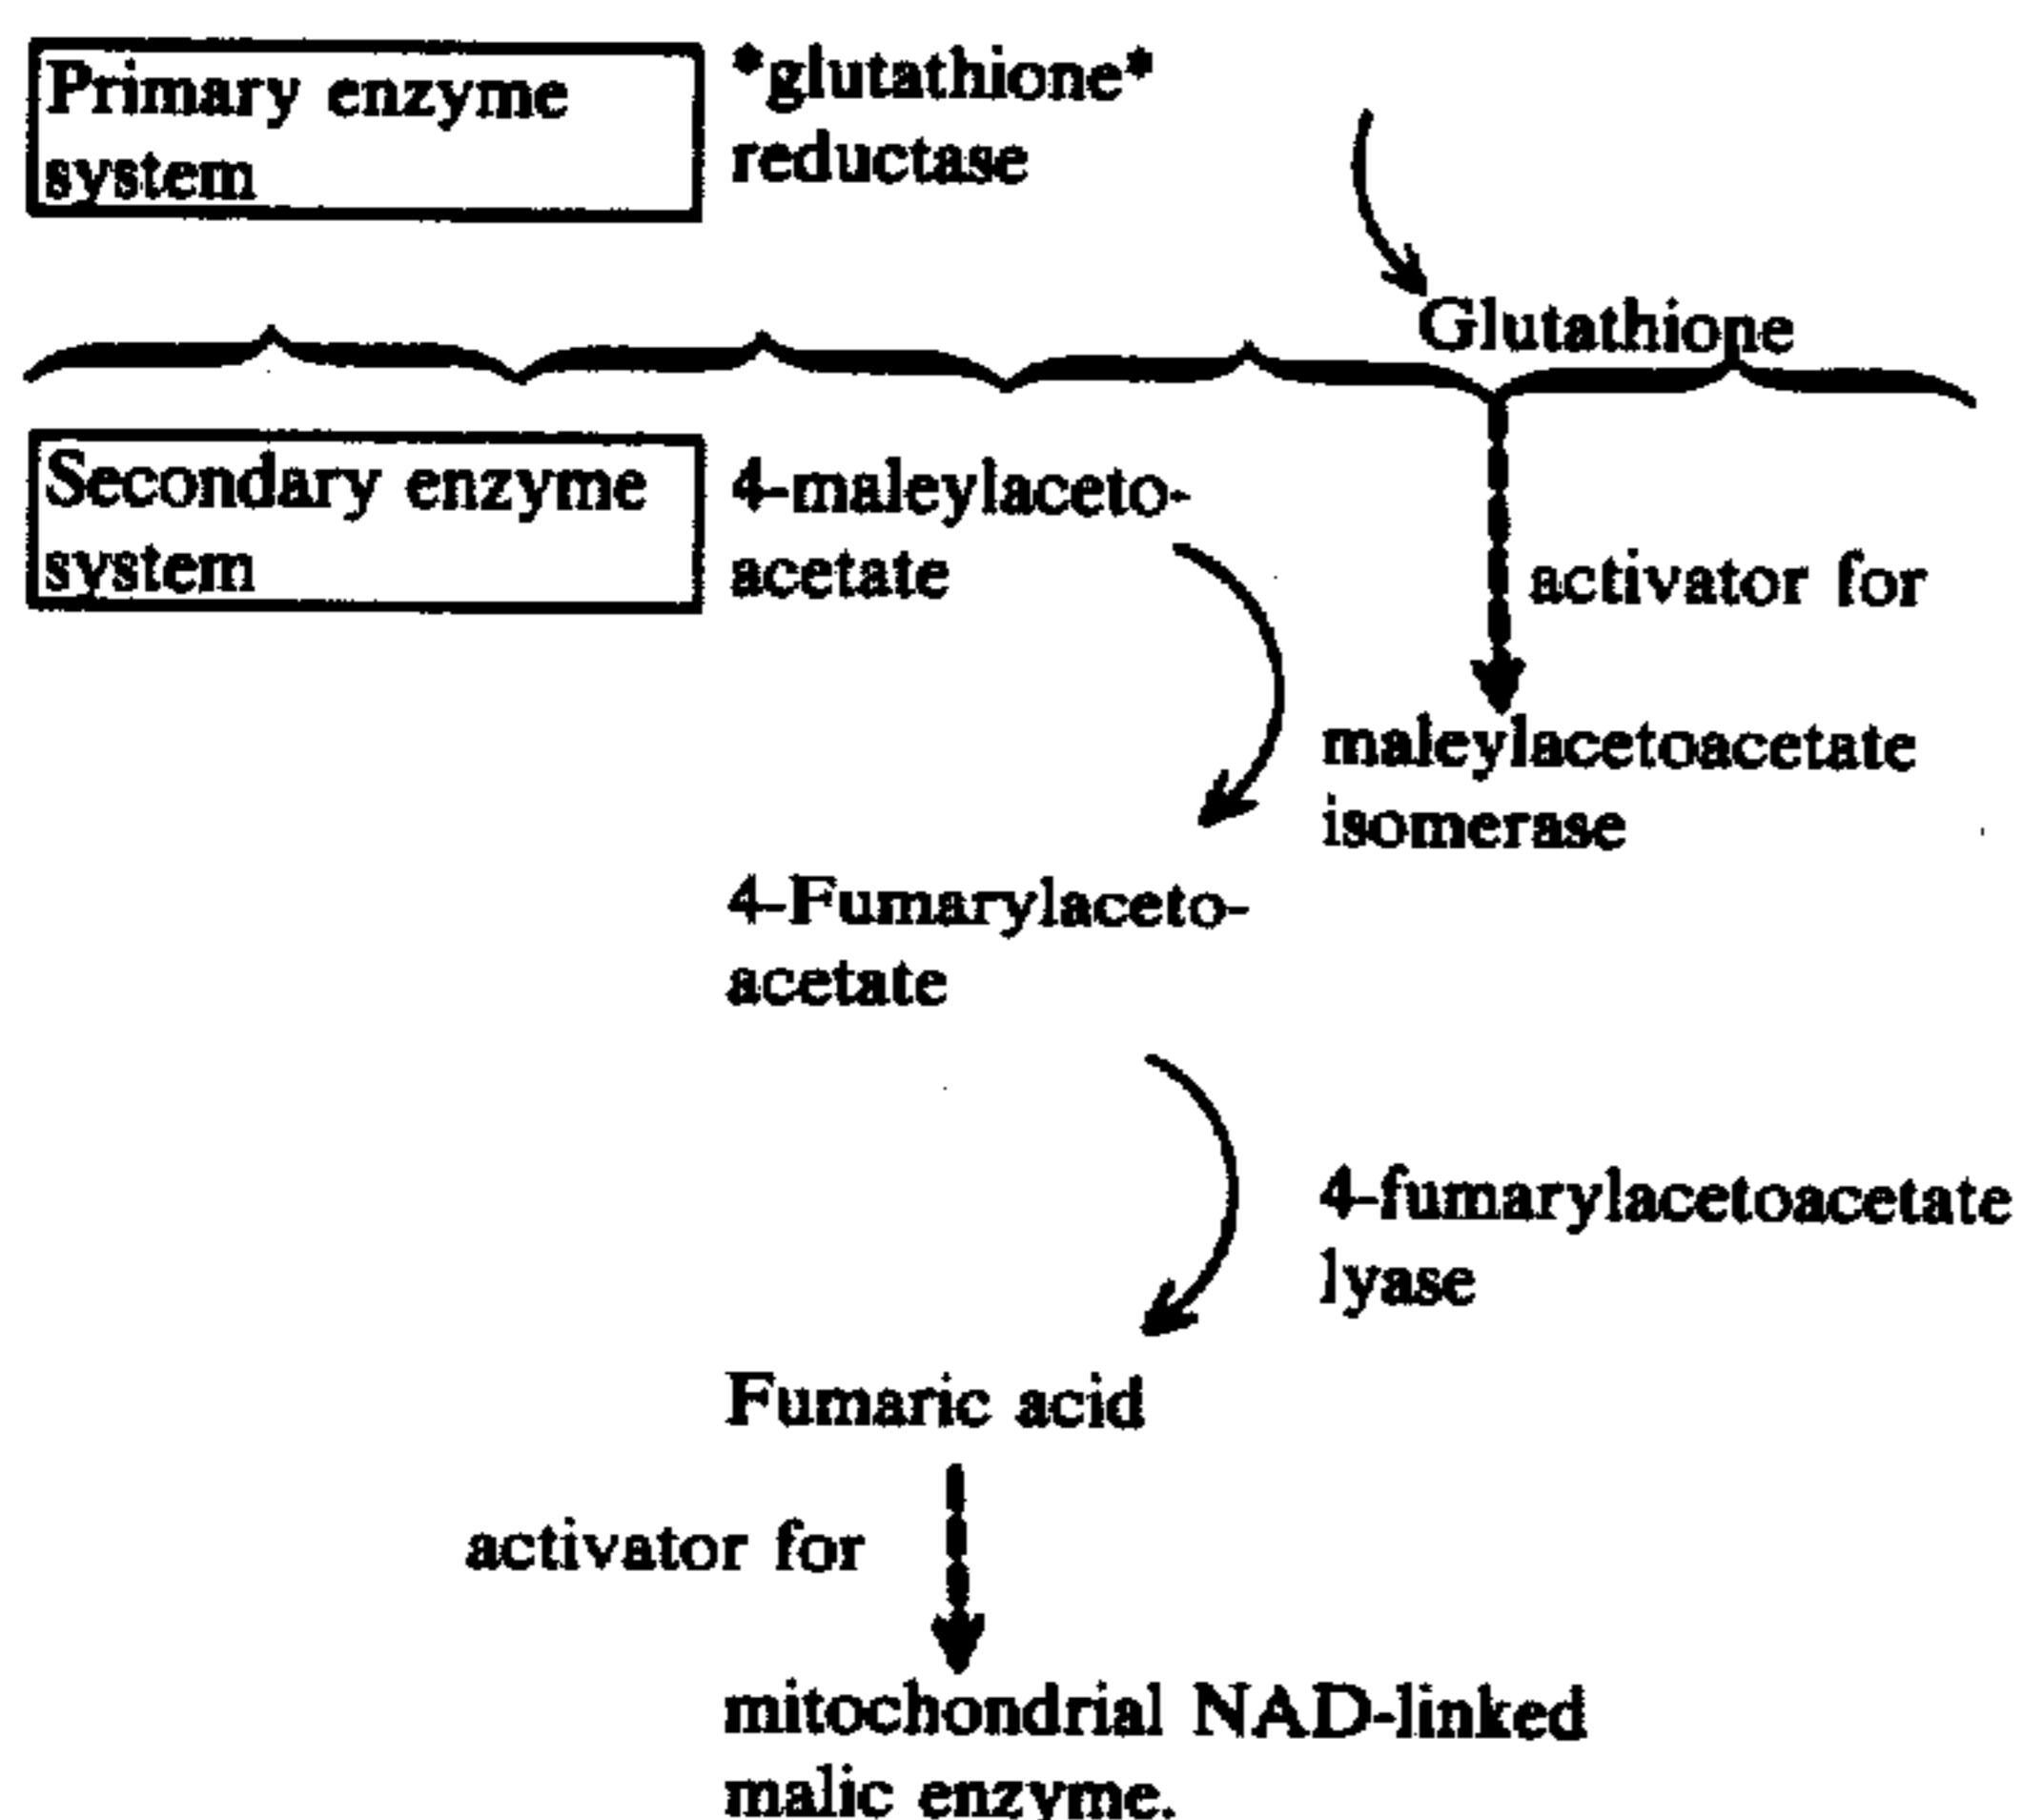 Primary enzyme
system
*glutathione*
reductase
Glutathione
Secondary enzyme
system
4-maleylaceto-
acetate
activator for
maleylacetoacetate
isomerase
4-Fumarylaceto-
acetate
4-fumarylacetoacetate
lyase
Fumaric acid
activator for
mitochondrial NAD-linked
malic enzyme.